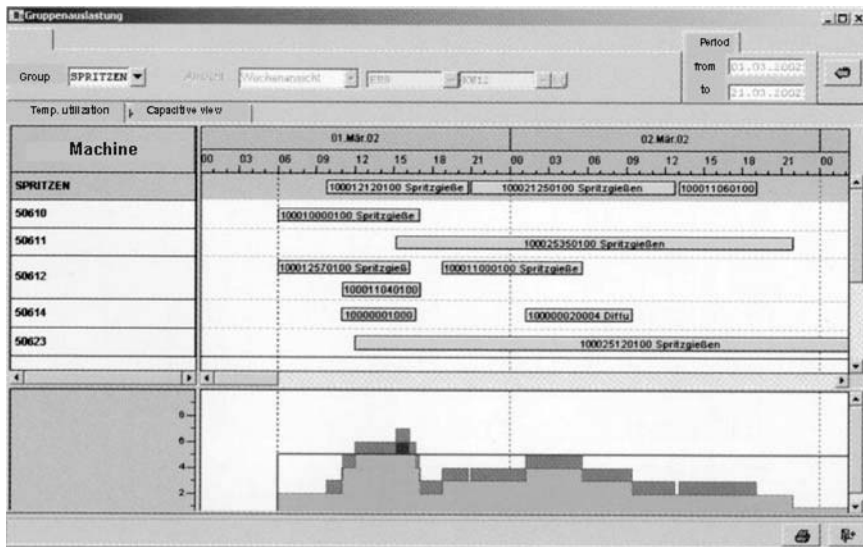 Gruppenauslastung
Period
Group SPRITZEN Wochenansicht KW12 from 01.03.2002
to 21.03.2002
Temp. utilization Capacitive view
Machine 01.Mär.02 02.Mär.02
00 03 06 09 12 15 18 21 00 03 06 09 12 15 18 21 00
SPRITZEN 100012120100 Spritzgieße 100021250100 Spritzgießen 100011060100
50610 100010000100 Spritzgieße
50611 100025350100 Spritzgießen
50612 100012570100 Spritzgieß 100011000100 Spritzgieße
100011040100
50614 10000001000 100000020004 Diffu
50623 100025120100 Spritzgießen
6
4
2